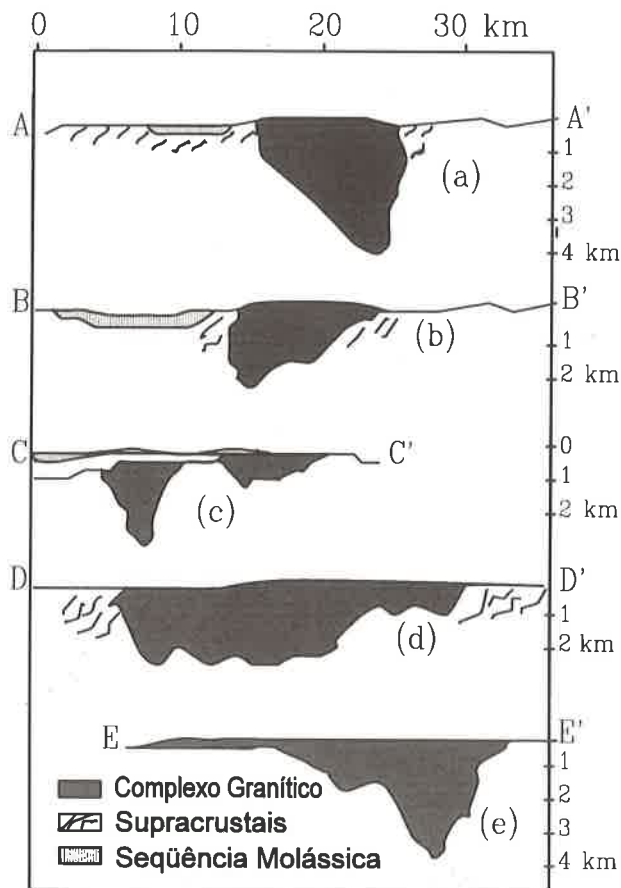 0 10 20 30 km
A A'
1
(a)
2
3
4 km
B B'
(b)
1
2 km
C C'
0
1
(c)
2 km
D D'
1
(d)
2 km
E E'
1
2
(e)
3
4 km
Complexo Granítico
Supracrustais
Seqüência Molássica